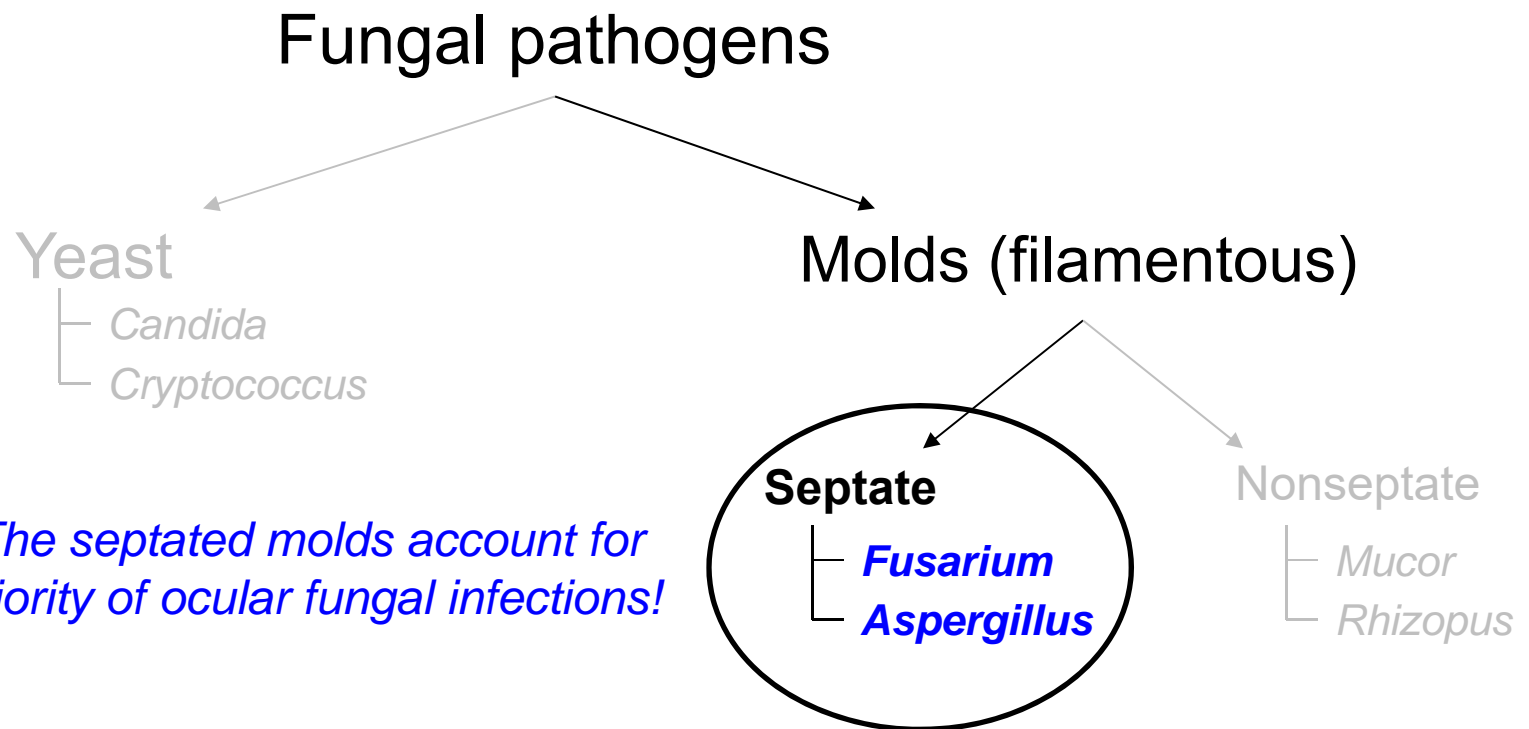 Fungal pathogens
Yeast
Candida
Cryptococcus
Molds (filamentous)
Septate
Fusarium
Aspergillus
Nonseptate
Mucor
Rhizopus
septated molds account for
of ocular fungal infections!